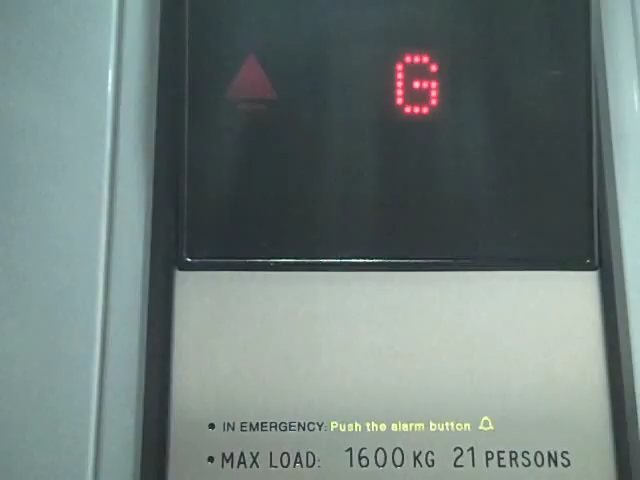 G
• IN EMERGENCY: Push the alarm button
• MAX LOAD: 1600 KG 21 PERSONS